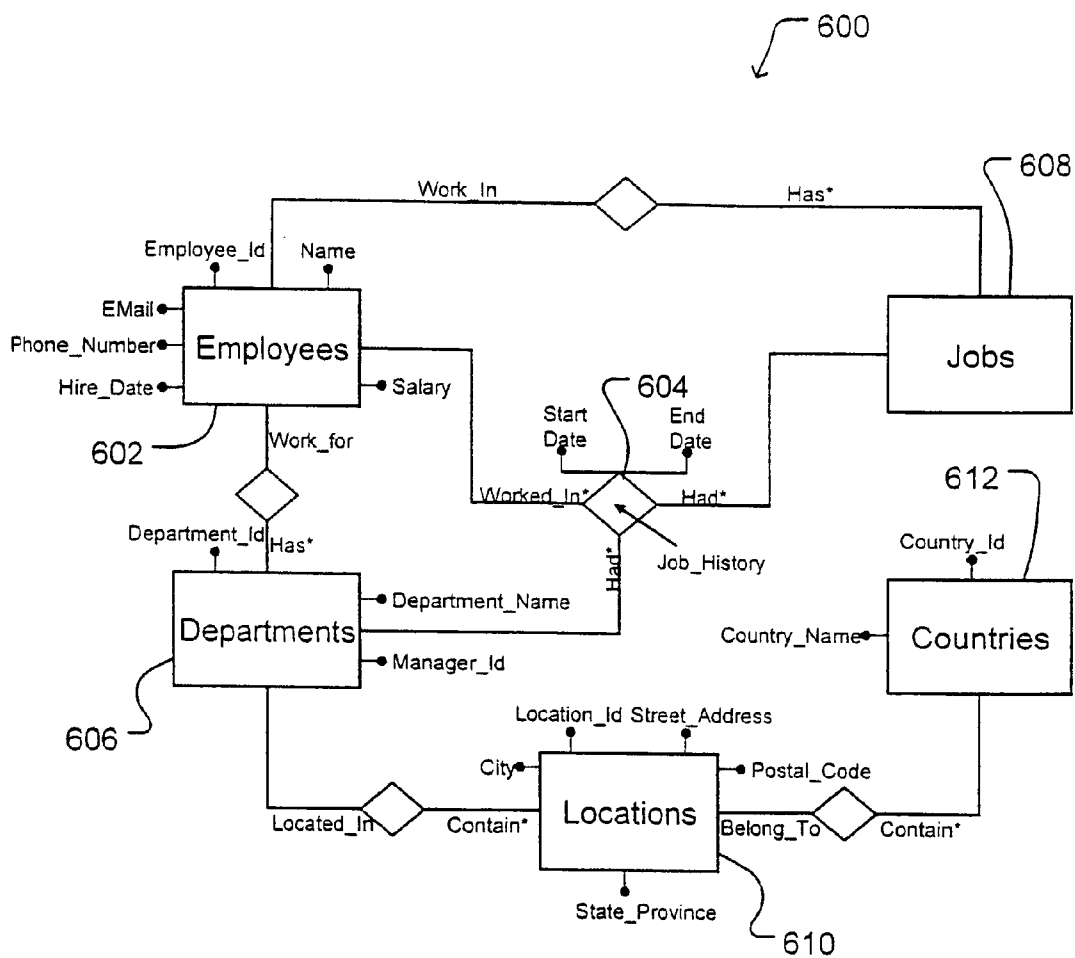 600
608
Work_In
Has*
Employee_Id
Name
EMail
Phone_Number
Employees
Hire_Date
Salary
Jobs
602
Work_for
604
Start
Date
End
Date
Worked_In*
Had*
612
Department_Id
Has*
Had*
Job_History
Country_Id
Department_Name
Departments
Country_Name
Countries
Manager_Id
606
Location_Id
Street_Address
City
Postal_Code
Locations
Located_In
Contain*
Belong_To
Contain*
State_Province
610